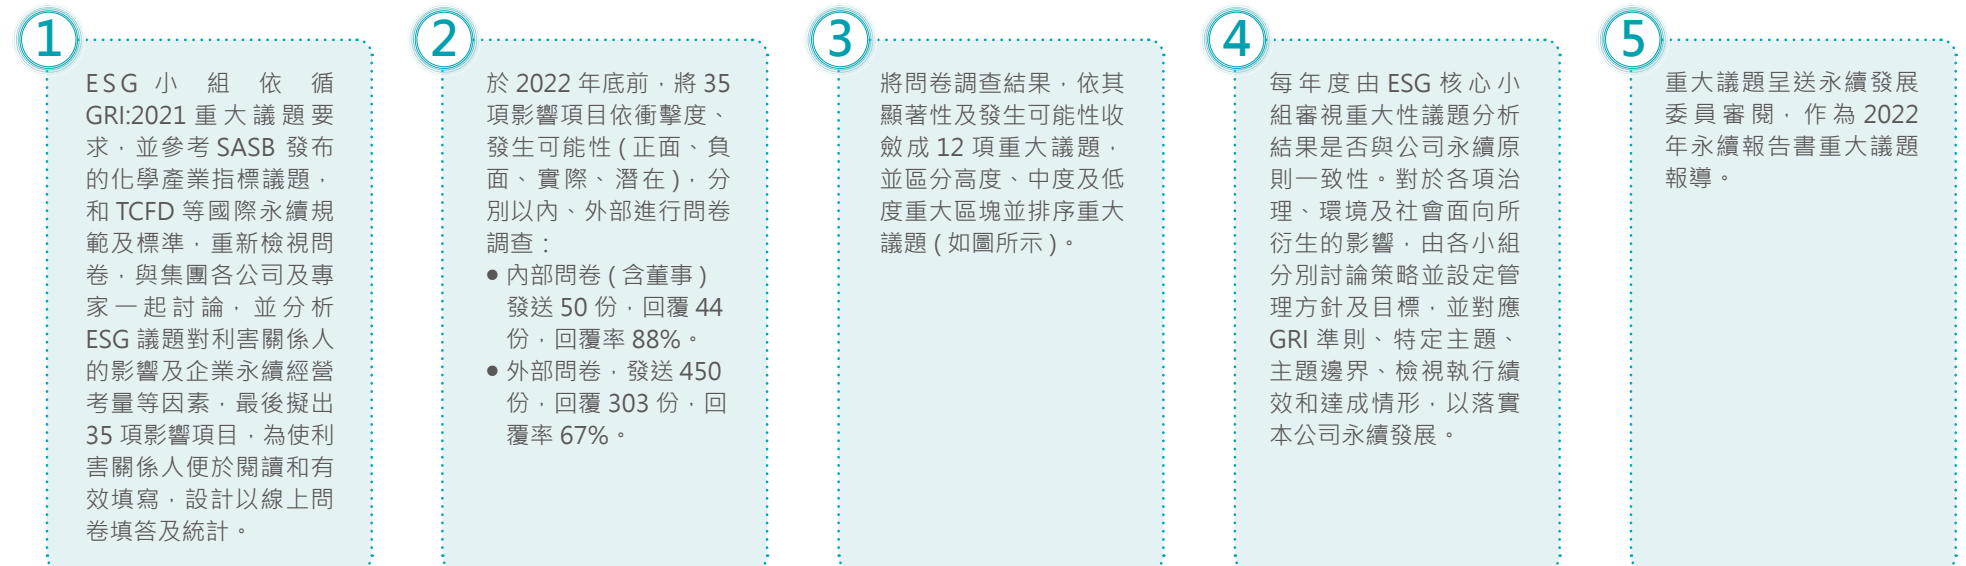 1
ESG 小組依循
GRI:2021 重大議題要
求，並參考 SASB 發布
的化學產業指標議題，
和 TCFD 等國際永續規
範及標準，重新檢視問
卷，與集團各公司及專
家一起討論，並分析
ESG 議題對利害關係人
的影響及企業永續經營
考量等因素，最後擬出
35 項影響項目，為使利
害關係人便於閱讀和有
效填寫，設計以線上問
卷填答及統計。
2
於 2022 年底前，將 35
項影響項目依衝擊度、
發生可能性 ( 正面、負
面、實際、潛在 )，分
別以內、外部進行問卷
調查：
● 內部問卷 ( 含董事 )
發送 50 份，回覆 44
份，回覆率 88%。
● 外部問卷，發送 450
份，回覆 303 份，回
覆率 67%。
3
將問卷調查結果，依其
顯著性及發生可能性收
斂成 12 項重大議題，
並區分高度、中度及低
度重大區塊並排序重大
議題 ( 如圖所示 )。
4
每年度由 ESG 核心小
組審視重大性議題分析
結果是否與公司永續原
則一致性。對於各項治
理、環境及社會面向所
衍生的影響，由各小組
分別討論策略並設定管
理方針及目標，並對應
GRI 準則、特定主題、
主題邊界、檢視執行績
效和達成情形，以落實
本公司永續發展。
5
重大議題呈送永續發展
委員審閱，作為 2022
年永續報告書重大議題
報導。